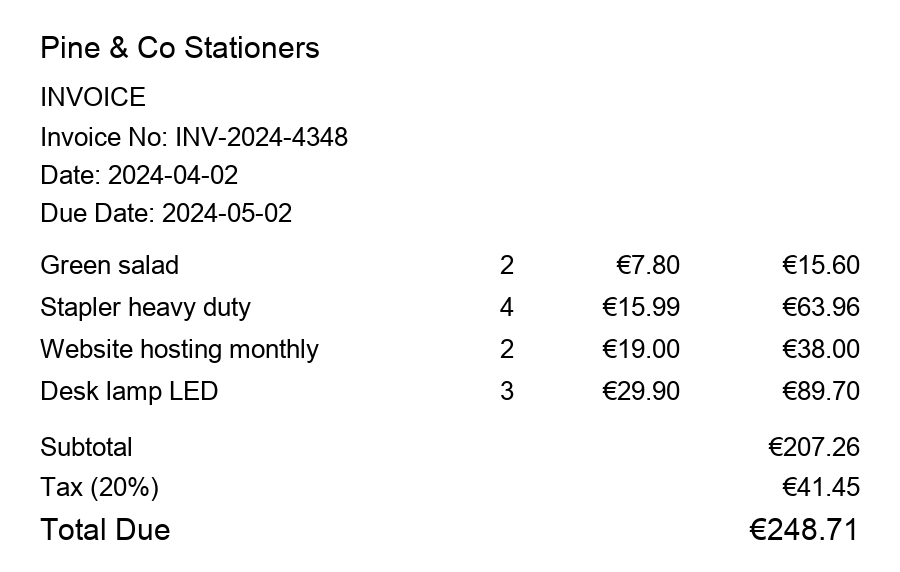 Pine & Co Stationers
INVOICE
Invoice No: INV-2024-4348
Date: 2024-04-02
Due Date: 2024-05-02
Green salad 2 €7.80 €15.60
Stapler heavy duty 4 €15.99 €63.96
Website hosting monthly 2 €19.00 €38.00
Desk lamp LED 3 €29.90 €89.70
Subtotal €207.26
Tax (20%) €41.45
Total Due €248.71